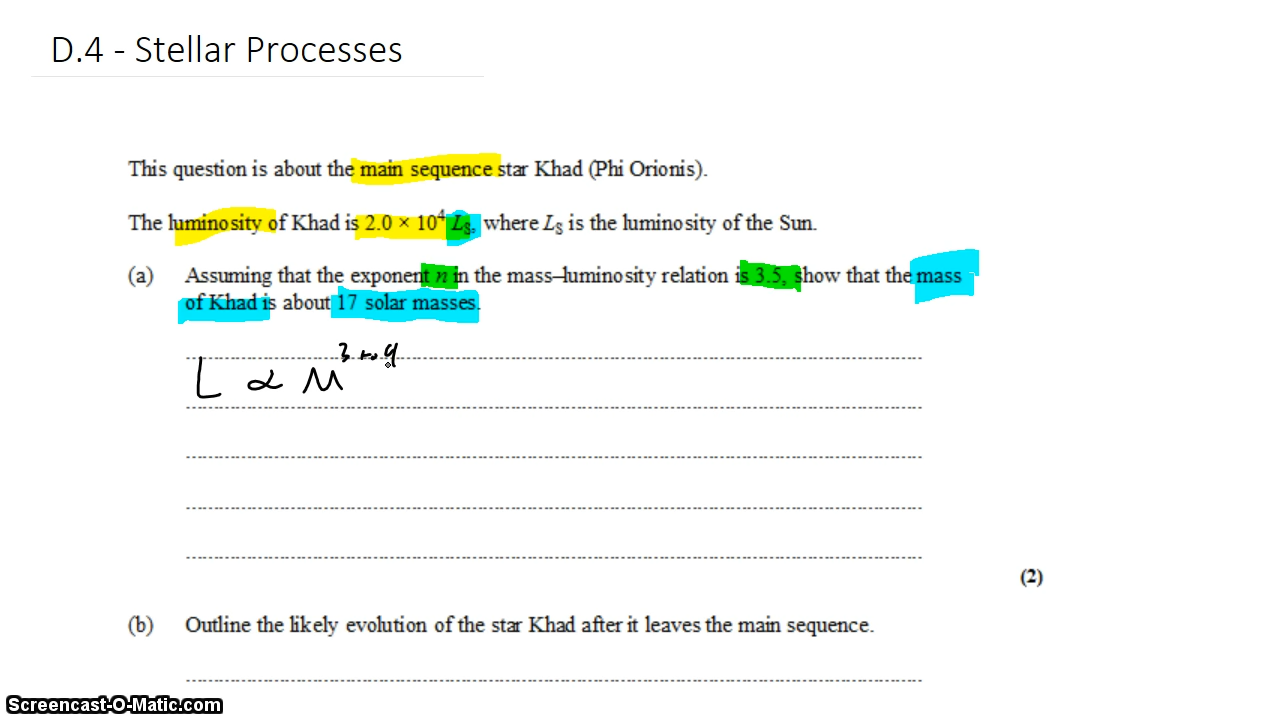 D.4 - Stellar Processes
This question is about the main sequence star Khad (Phi Orionis).
The luminosity of Khad is 2.0 × 10⁴ Lₛ, where Lₛ is the luminosity of the Sun.
(a) Assuming that the exponent n in the mass–luminosity relation is 3.5, show that the mass
of Khad is about 17 solar masses.
L ∝ M³ ᵗᵒ ⁴
(2)
(b) Outline the likely evolution of the star Khad after it leaves the main sequence.
Screencast-O-Matic.com